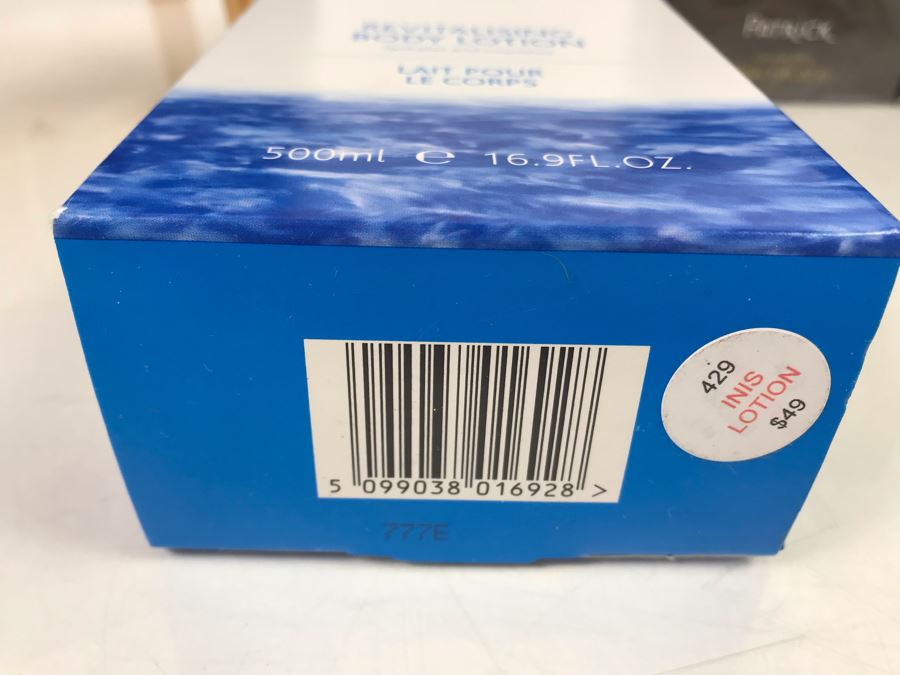 PATRICK
REVITALISING
BODY LOTION
LAIT POUR
LE CORPS
500ml ℮ 16.9FL.OZ.
429
INIS
LOTION
$49
5 099038 016928 >
777E